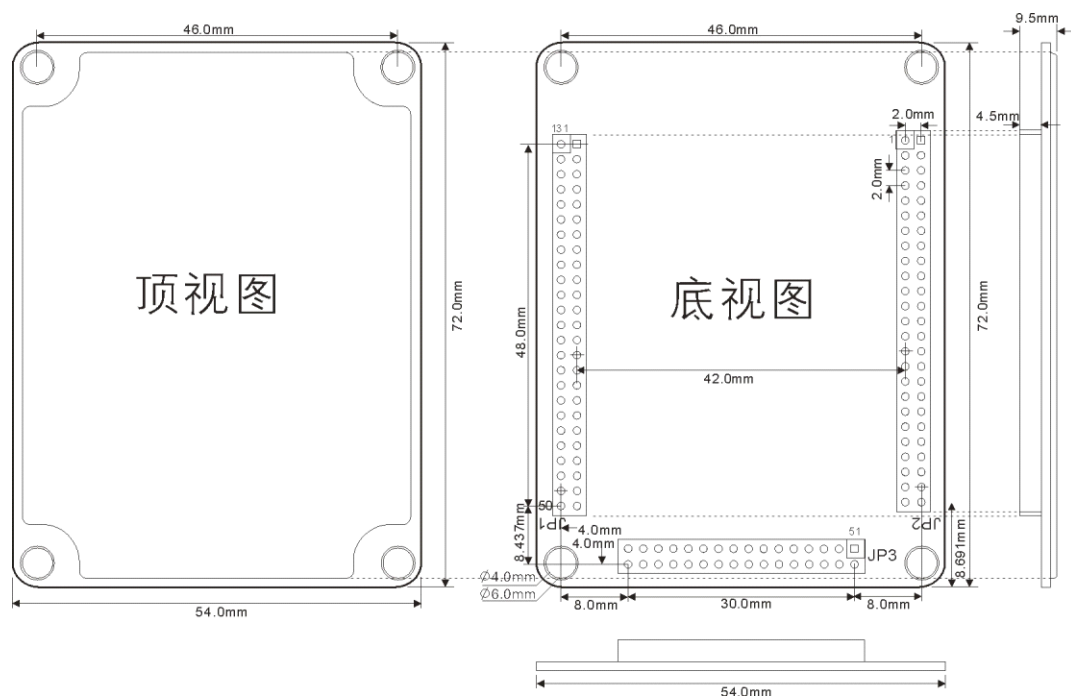 46.0mm
46.0mm
9.5mm
2.0mm
4.5mm
131
1
2.0mm
顶视图
底视图
72.0mm
72.0mm
48.0mm
42.0mm
50
JP1
JP2
8.437mm
4.0mm
4.0mm
51
JP3
8.691mm
Ø4.0mm
Ø6.0mm
54.0mm
8.0mm
30.0mm
8.0mm
54.0mm